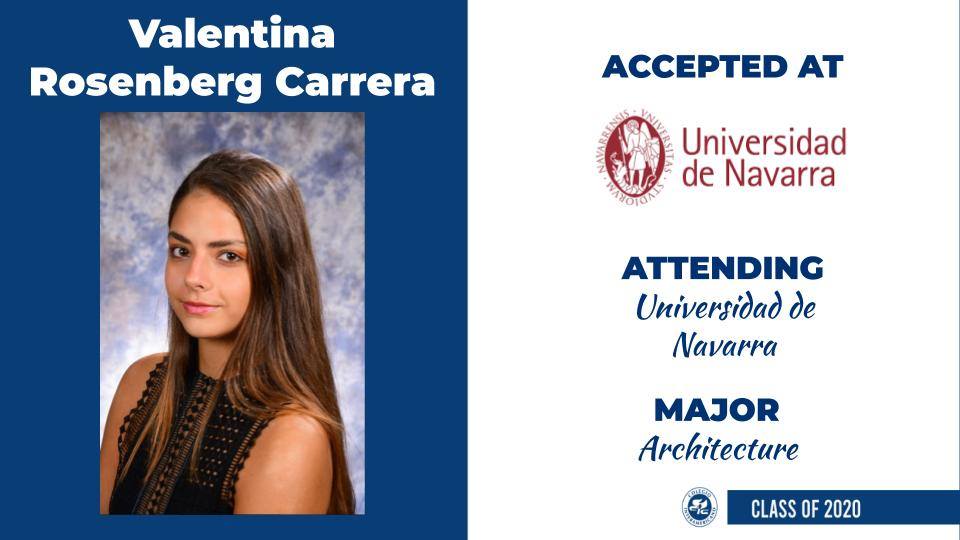 Valentina
Rosenberg Carrera
ACCEPTED AT
Universidad
de Navarra
ATTENDING
Universidad de
Navarra
MAJOR
Architecture
CLASS OF 2020